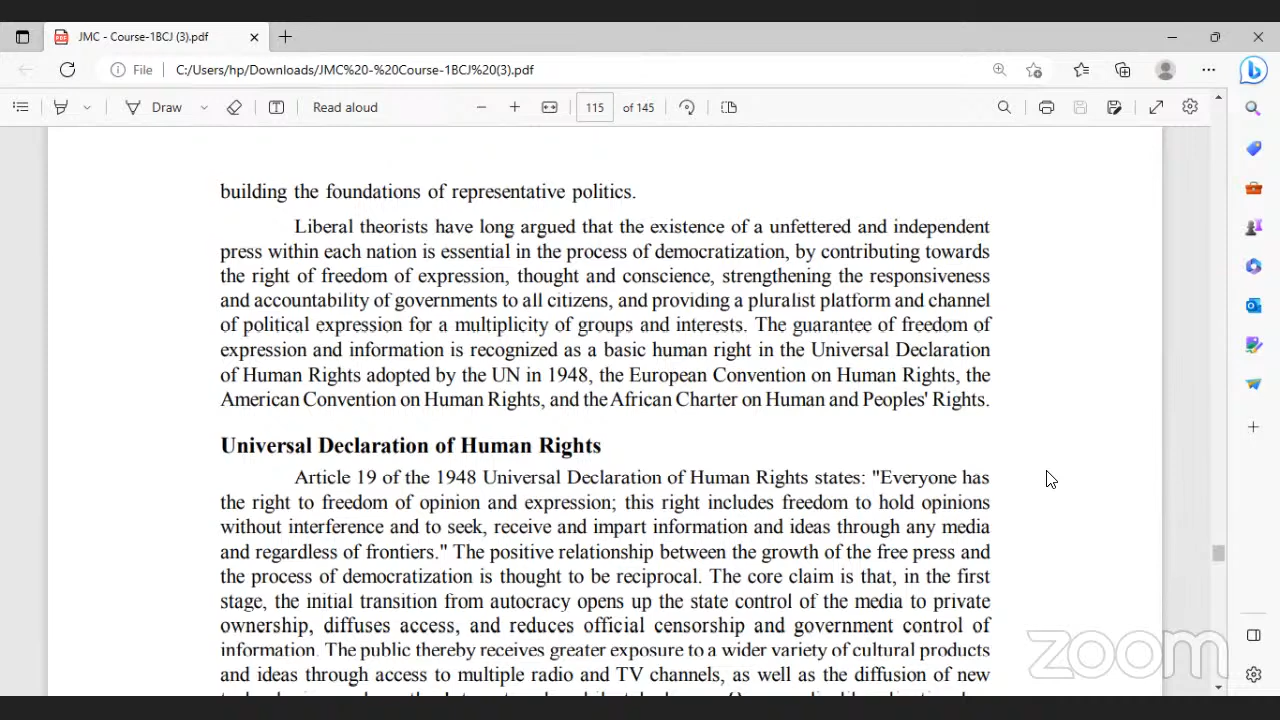 JMC - Course-1BCJ (3).pdf
File C:/Users/hp/Downloads/JMC%20-%20Course-1BCJ%20(3).pdf
Draw Read aloud 115 of 145
building the foundations of representative politics.
Liberal theorists have long argued that the existence of a unfettered and independent
press within each nation is essential in the process of democratization, by contributing towards
the right of freedom of expression, thought and conscience, strengthening the responsiveness
and accountability of governments to all citizens, and providing a pluralist platform and channel
of political expression for a multiplicity of groups and interests. The guarantee of freedom of
expression and information is recognized as a basic human right in the Universal Declaration
of Human Rights adopted by the UN in 1948, the European Convention on Human Rights, the
American Convention on Human Rights, and the African Charter on Human and Peoples' Rights.
Universal Declaration of Human Rights
Article 19 of the 1948 Universal Declaration of Human Rights states: "Everyone has
the right to freedom of opinion and expression; this right includes freedom to hold opinions
without interference and to seek, receive and impart information and ideas through any media
and regardless of frontiers." The positive relationship between the growth of the free press and
the process of democratization is thought to be reciprocal. The core claim is that, in the first
stage, the initial transition from autocracy opens up the state control of the media to private
ownership, diffuses access, and reduces official censorship and government control of
information. The public thereby receives greater exposure to a wider variety of cultural products
and ideas through access to multiple radio and TV channels, as well as the diffusion of new
zoom